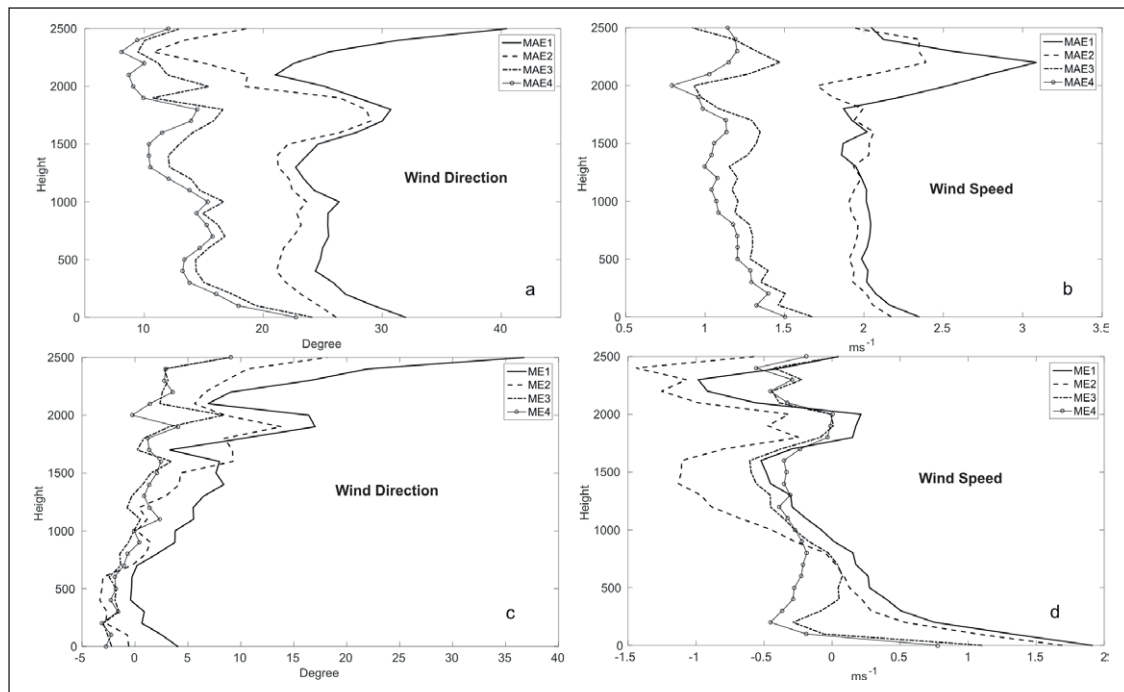 2500
2000
1500
1000
500
0
Height
10
20
30
40
Degree
MAE1
MAE2
MAE3
MAE4
Wind Direction
a
2500
2000
1500
1000
500
0
Height
0.5
1
1.5
2
2.5
3
3.5
ms-1
MAE1
MAE2
MAE3
MAE4
Wind Speed
b
2500
2000
1500
1000
500
0
Height
-5
0
5
10
15
20
25
30
35
40
Degree
ME1
ME2
ME3
ME4
Wind Direction
c
2500
2000
1500
1000
500
0
Height
-1.5
-1
-0.5
0
0.5
1
1.5
2
ms-1
ME1
ME2
ME3
ME4
Wind Speed
d